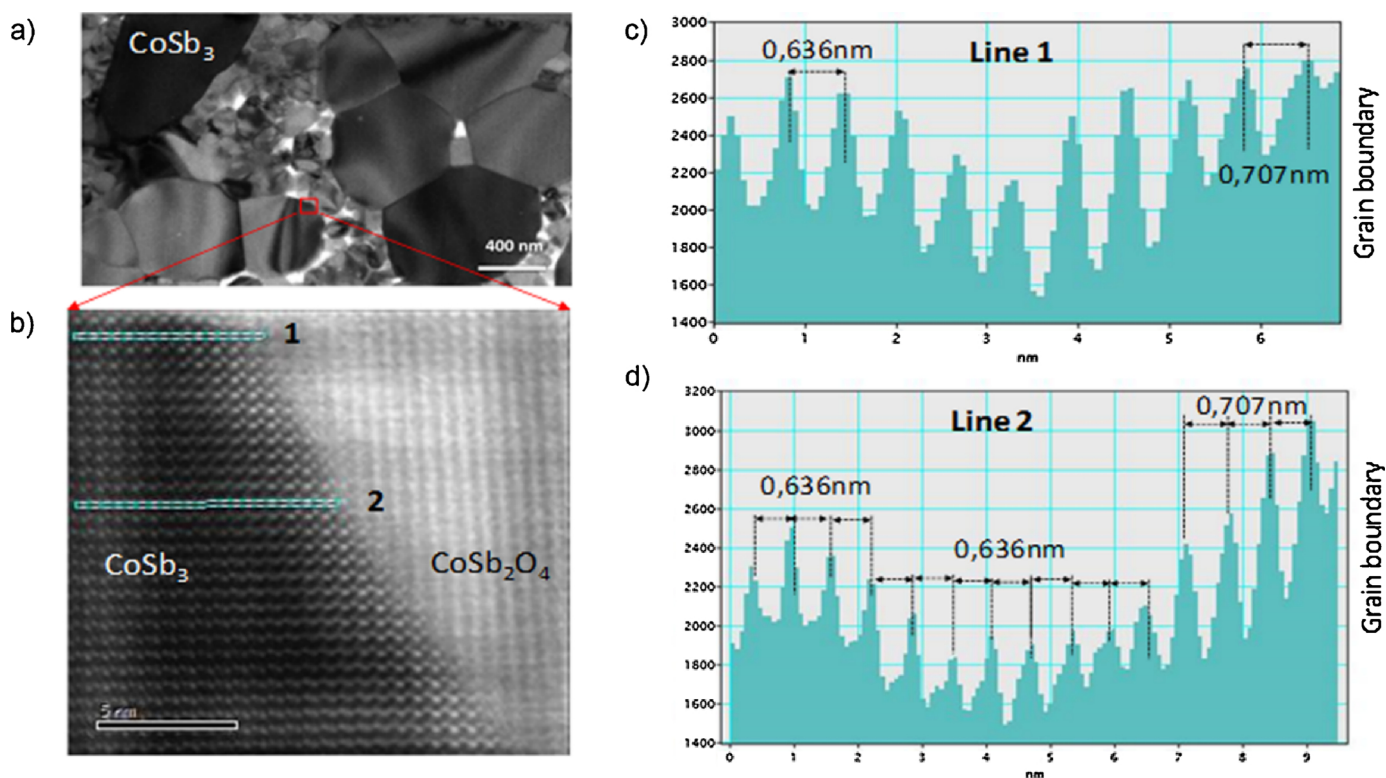 a)
CoSb₃
400 nm
b)
1
2
CoSb₃
CoSb₂O₄
5 nm
c)
Line 1
0,636nm
0,707nm
3000
2800
2600
2400
2200
2000
1800
1600
1400
0 1 2 3 4 5 6
nm
Grain boundary
d)
Line 2
0,636nm
0,636nm
0,707nm
3200
3000
2800
2600
2400
2200
2000
1800
1600
1400
0 1 2 3 4 5 6 7 8 9
nm
Grain boundary